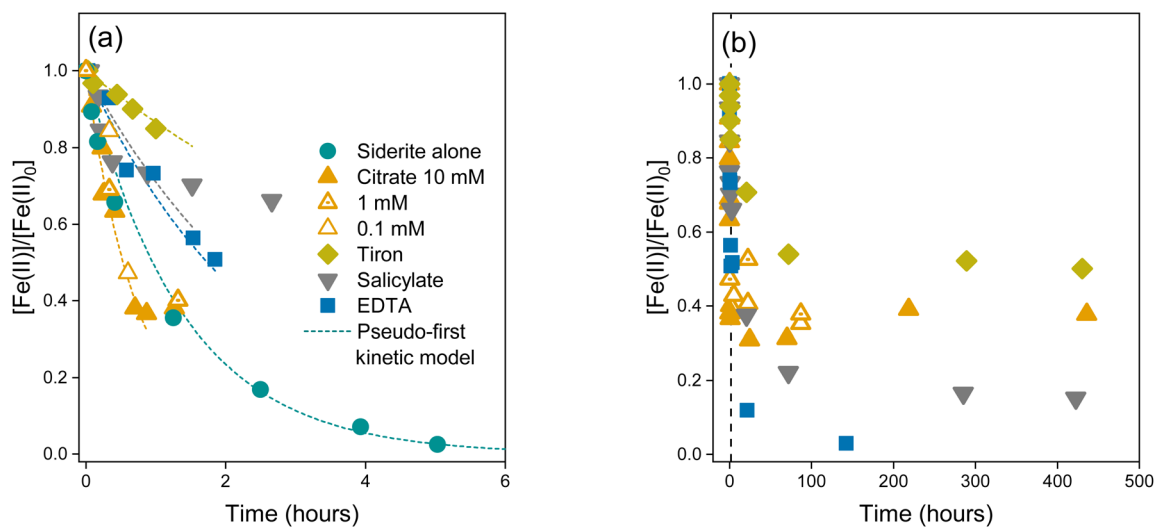 (a)
1.0
0.8
0.6
0.4
0.2
0.0
[Fe(II)]/[Fe(II)₀]
0
2
4
6
Time (hours)
Siderite alone
Citrate 10 mM
1 mM
0.1 mM
Tiron
Salicylate
EDTA
Pseudo-first
kinetic model
(b)
1.0
0.8
0.6
0.4
0.2
0.0
[Fe(II)]/[Fe(II)₀]
0
100
200
300
400
500
Time (hours)